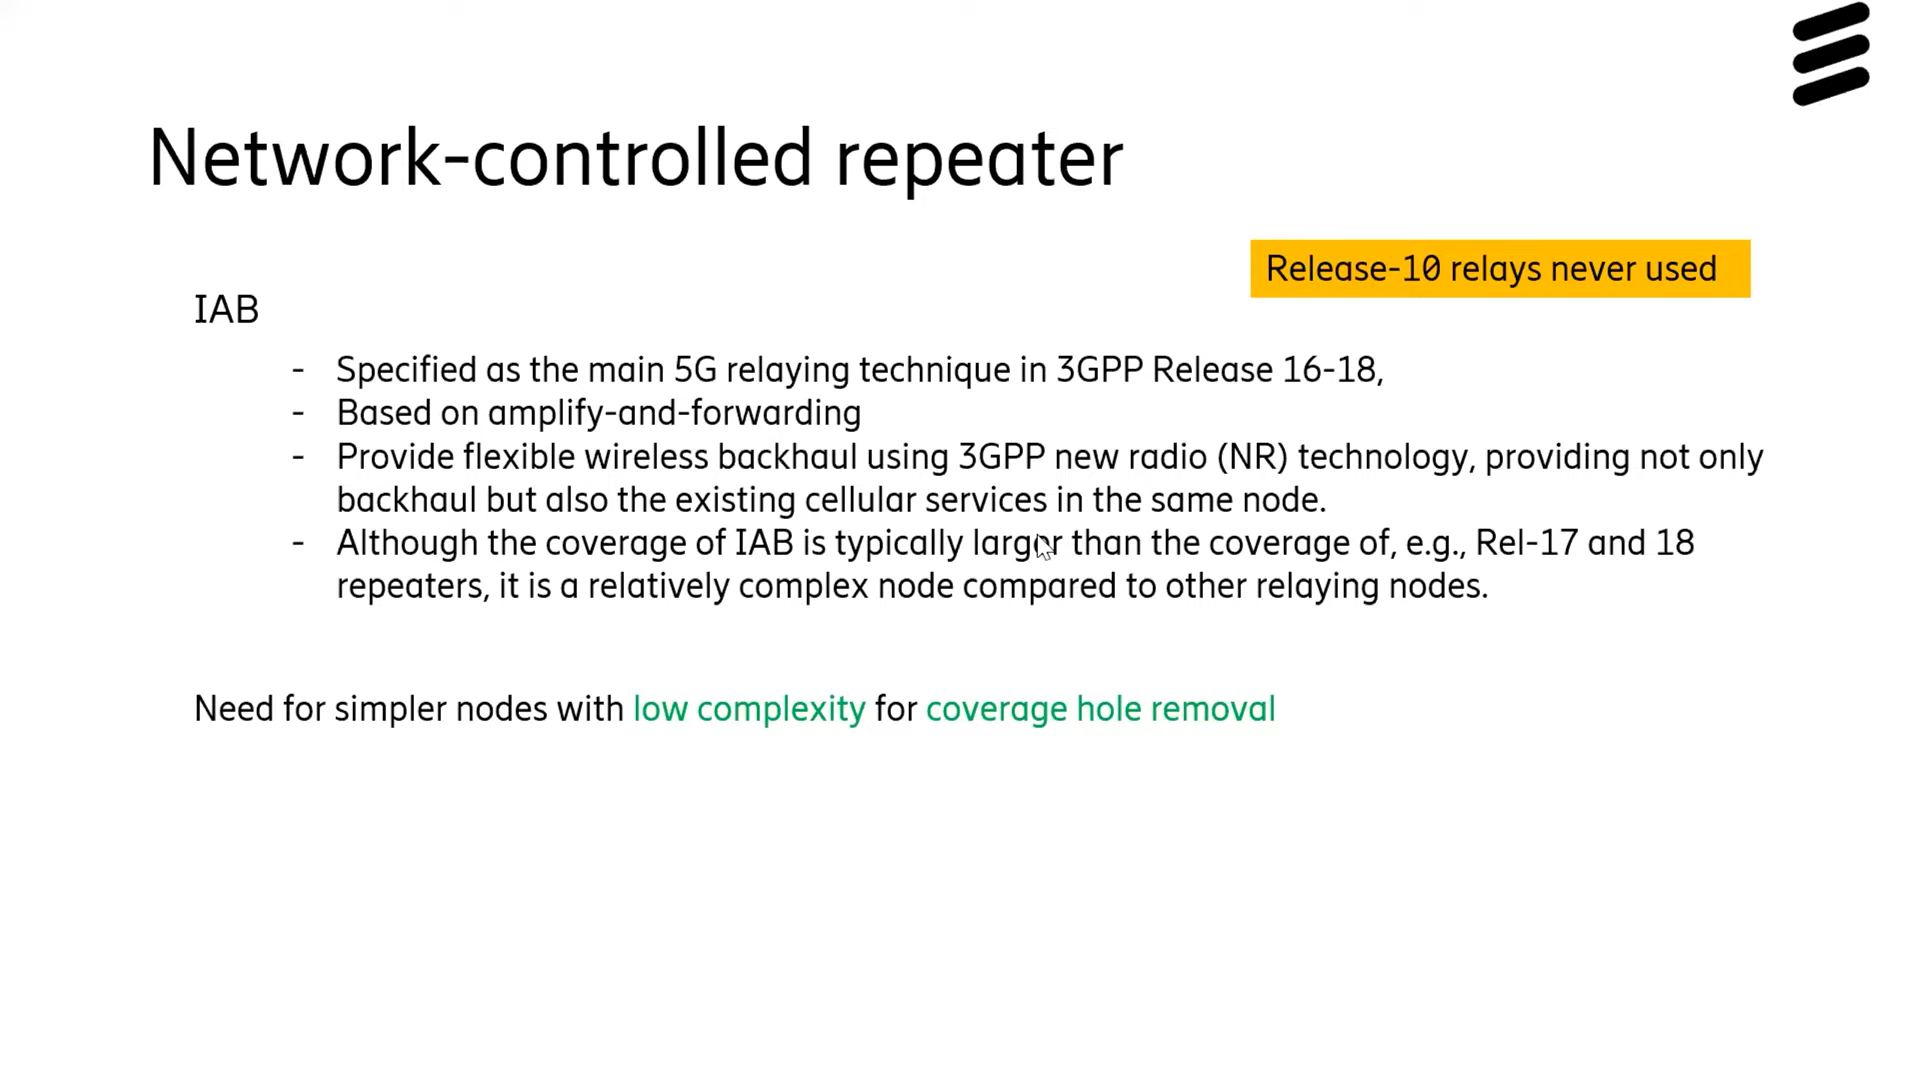 Network-controlled repeater
Release-10 relays never used
IAB
- Specified as the main 5G relaying technique in 3GPP Release 16-18,
- Based on amplify-and-forwarding
- Provide flexible wireless backhaul using 3GPP new radio (NR) technology, providing not only
backhaul but also the existing cellular services in the same node.
- Although the coverage of IAB is typically larger than the coverage of, e.g., Rel-17 and 18
repeaters, it is a relatively complex node compared to other relaying nodes.
Need for simpler nodes with low complexity for coverage hole removal